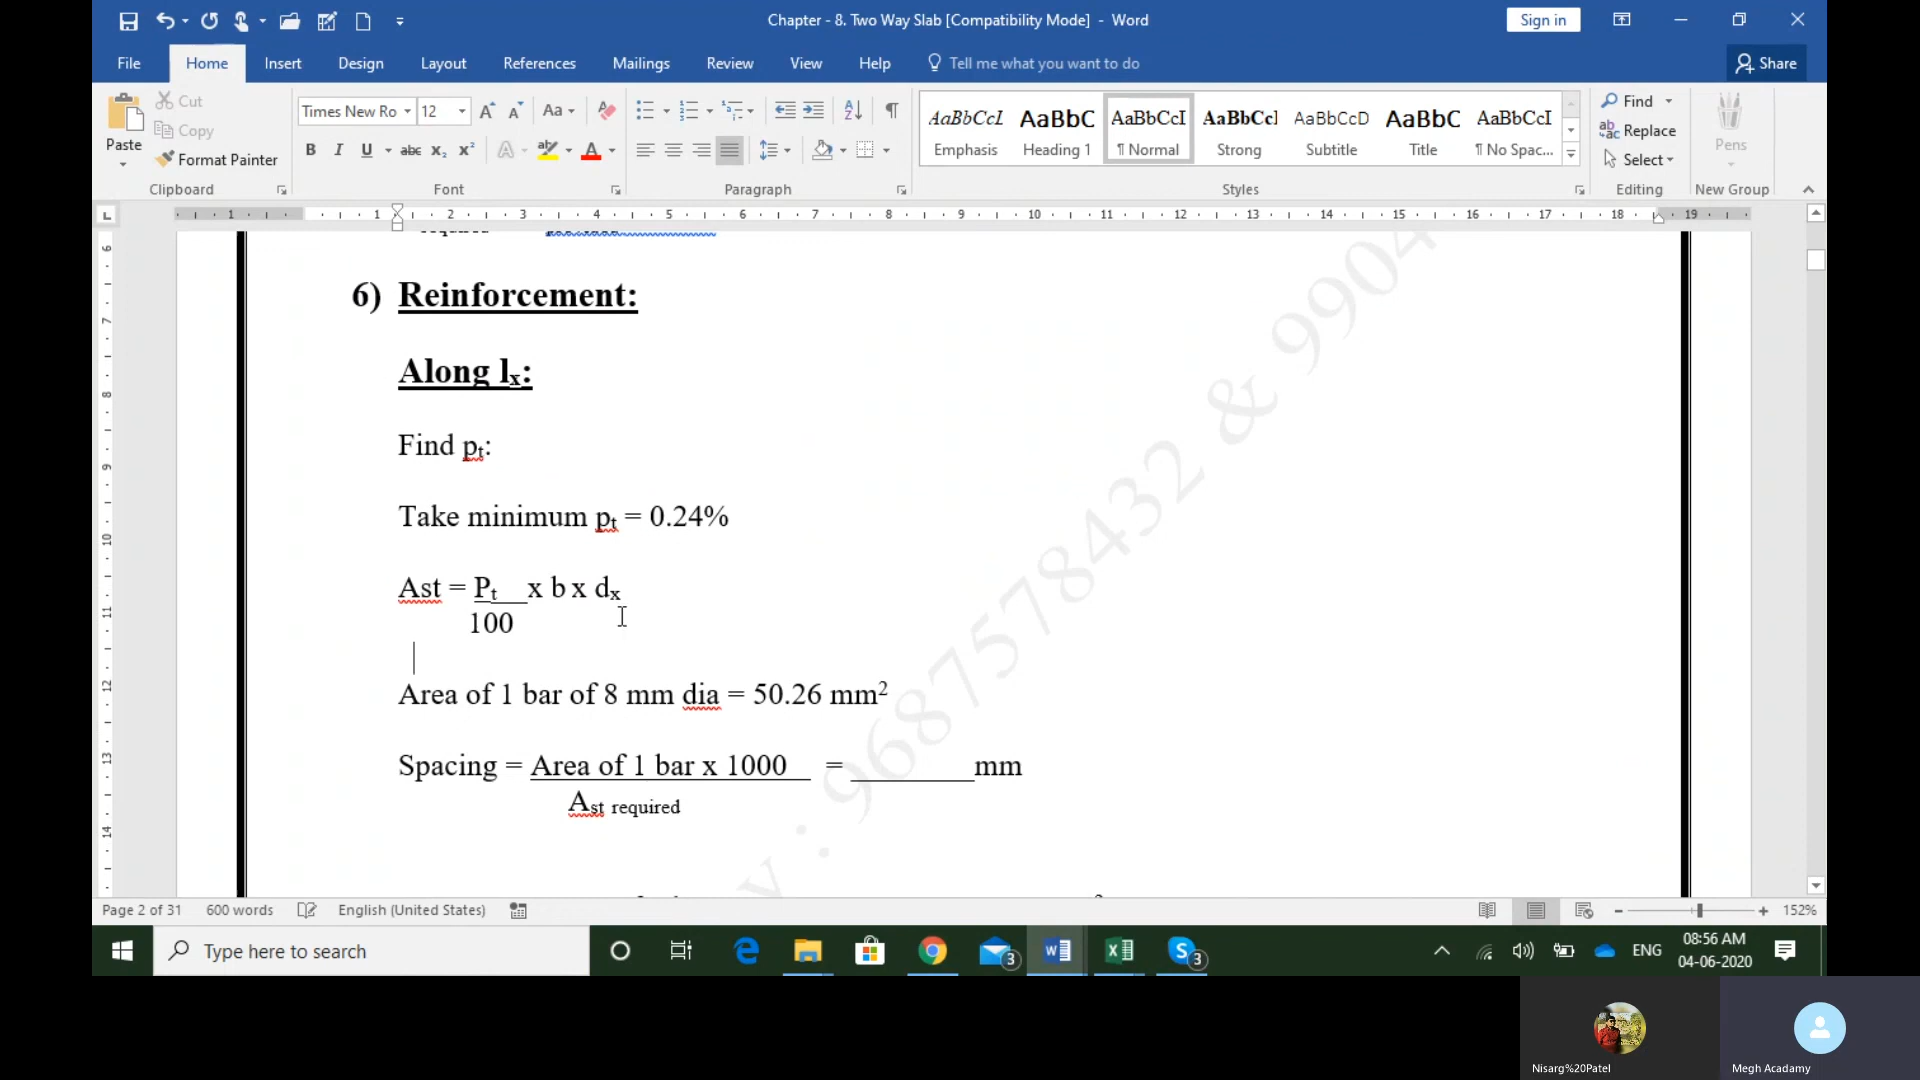 Chapter - 8. Two Way Slab [Compatibility Mode] - Word
Sign in
File Home Insert Design Layout References Mailings Review View Help Tell me what you want to do Share
Paste
Cut
Copy
Format Painter
Clipboard
Times New Ro 12
Font
Paragraph
AaBbCcI AaBbC AaBbCcI AaBbCcI AaBbCcD AaBbC AaBbCcI
Emphasis Heading 1 ¶ Normal Strong Subtitle Title ¶ No Spac...
Styles
Find
Replace
Select
Editing
Pens
New Group
6) Reinforcement:
Along lx:
Find pt:
Take minimum pt = 0.24%
Ast = Pt x b x dx
100
Area of 1 bar of 8 mm dia = 50.26 mm2
Spacing = Area of 1 bar x 1000 = ________ mm
Ast required
9687578432 & 9904
Page 2 of 31 600 words English (United States) 152%
Type here to search
3
3
ENG
08:56 AM
04-06-2020
Nisarg%20Patel
Megh Acadamy